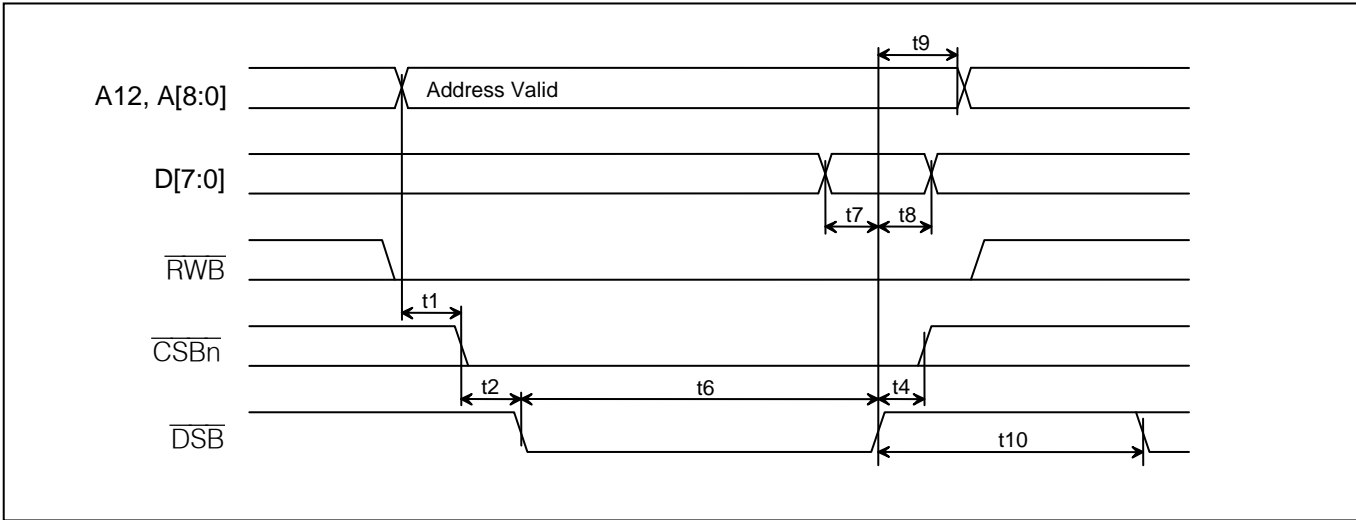 t9
A12, A[8:0]
Address Valid
D[7:0]
t7
t8
RWB
t1
CSBn
t2
t6
t4
DSB
t10